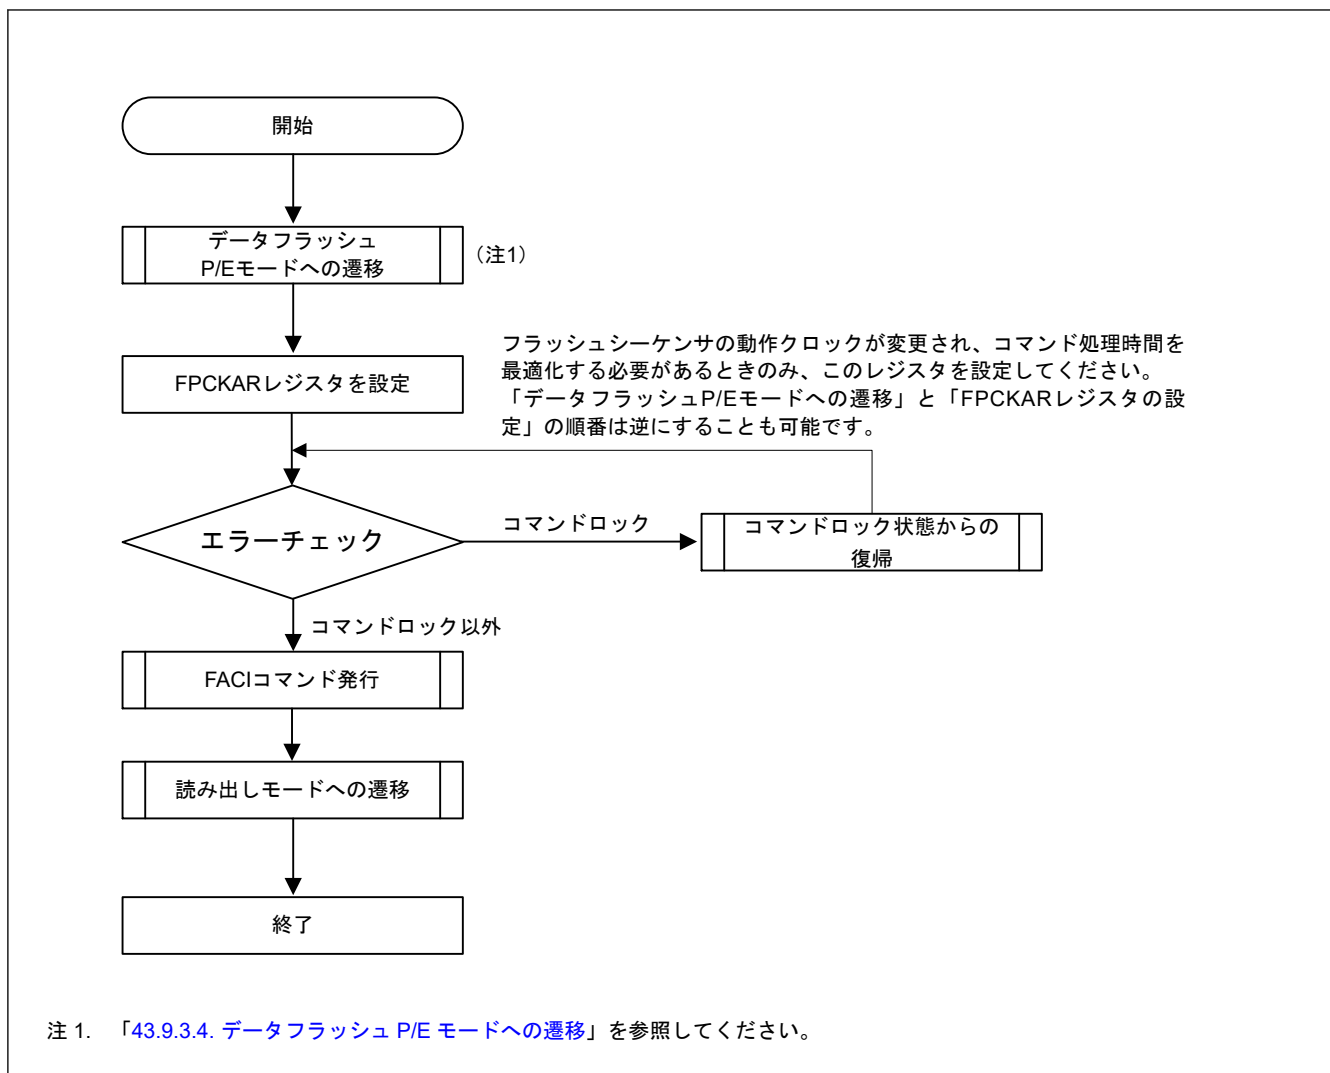 開始
データフラッシュ
P/Eモードへの遷移
（注1）
フラッシュシーケンサの動作クロックが変更され、コマンド処理時間を
最適化する必要があるときのみ、このレジスタを設定してください。
「データフラッシュP/Eモードへの遷移」と「FPCKARレジスタの設
定」の順番は逆にすることも可能です。
FPCKARレジスタを設定
エラーチェック
コマンドロック
コマンドロック状態からの
復帰
コマンドロック以外
FACIコマンド発行
読み出しモードへの遷移
終了
注 1. 「43.9.3.4. データフラッシュ P/E モードへの遷移」を参照してください。